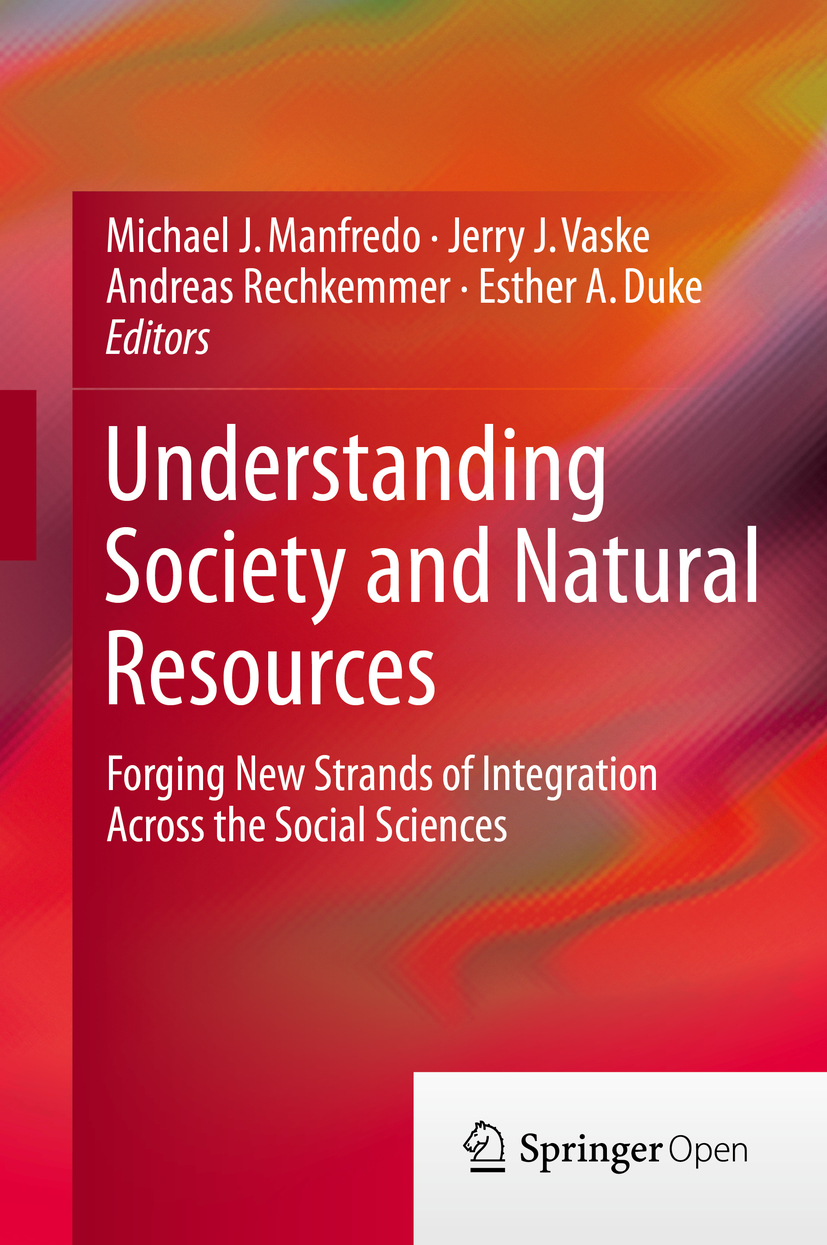 Michael J. Manfredo · Jerry J. Vaske
Andreas Rechkemmer · Esther A. Duke
Editors
Understanding
Society and Natural
Resources
Forging New Strands of Integration
Across the Social Sciences
Springer Open